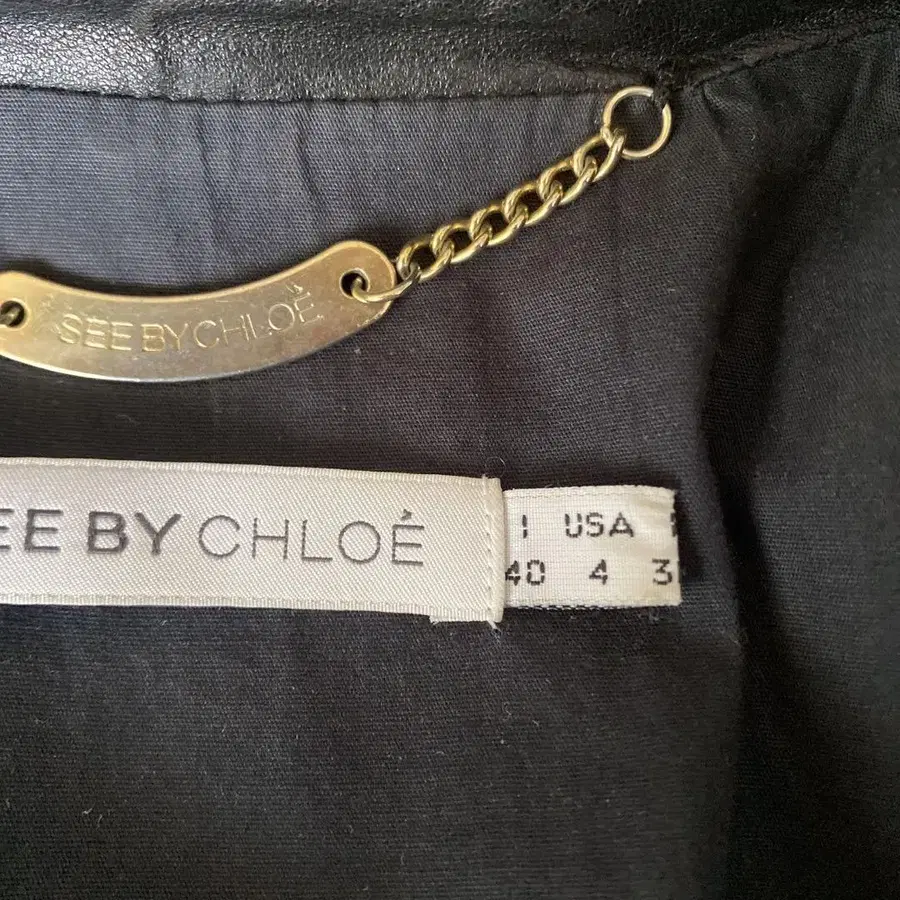 SEE BY CHLOÉ
EE BY CHLOÉ
I USA
40 4 3